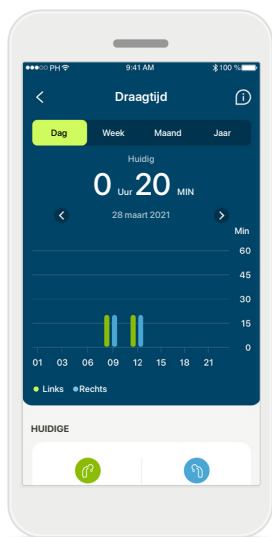 PH 9:41 AM 100 %
Draagtijd
Dag Week Maand Jaar
Huidig
0 Uur 20 MIN
28 maart 2021
Min
60
45
30
15
0
01 03 06 09 12 15 18 21
Links Rechts
HUIDIGE